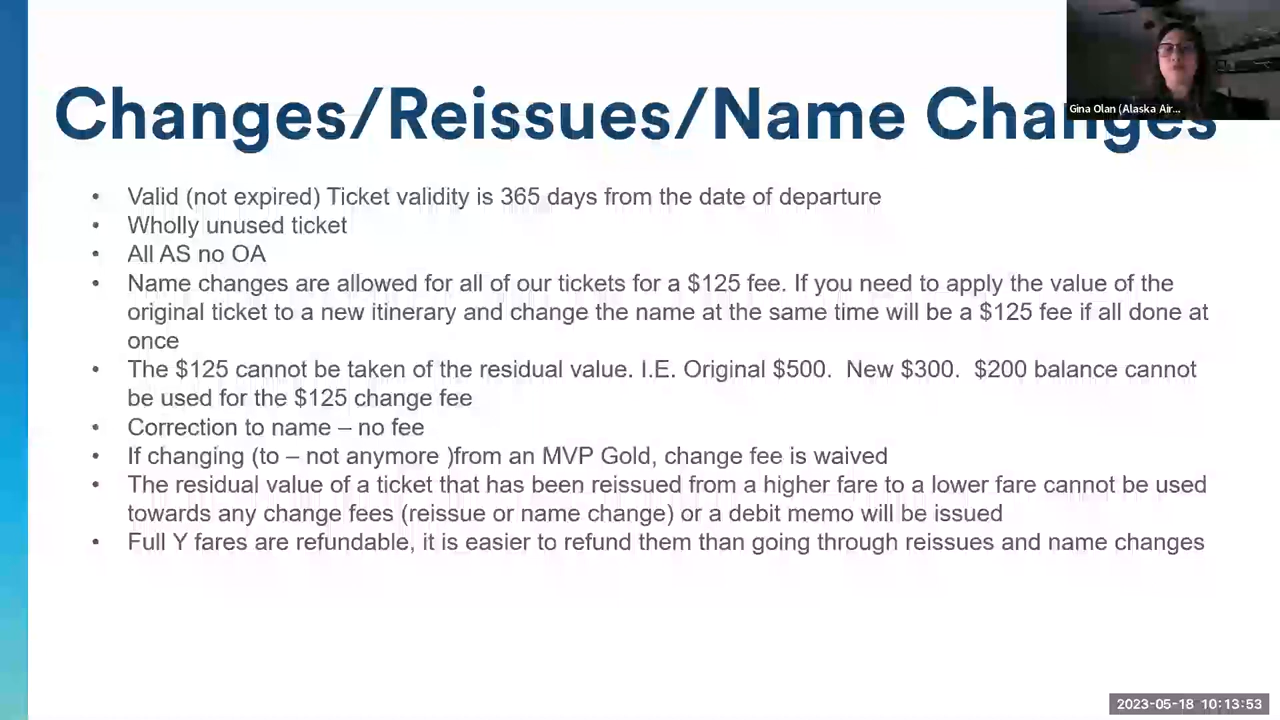 Changes/Reissues/Name Changes
Gina Olan (Alaska Air...
• Valid (not expired) Ticket validity is 365 days from the date of departure
• Wholly unused ticket
• All AS no OA
• Name changes are allowed for all of our tickets for a $125 fee. If you need to apply the value of the
original ticket to a new itinerary and change the name at the same time will be a $125 fee if all done at
once
• The $125 cannot be taken of the residual value. I.E. Original $500.  New $300.  $200 balance cannot
be used for the $125 change fee
• Correction to name – no fee
• If changing (to – not anymore )from an MVP Gold, change fee is waived
• The residual value of a ticket that has been reissued from a higher fare to a lower fare cannot be used
towards any change fees (reissue or name change) or a debit memo will be issued
• Full Y fares are refundable, it is easier to refund them than going through reissues and name changes
2023-05-18 10:13:53